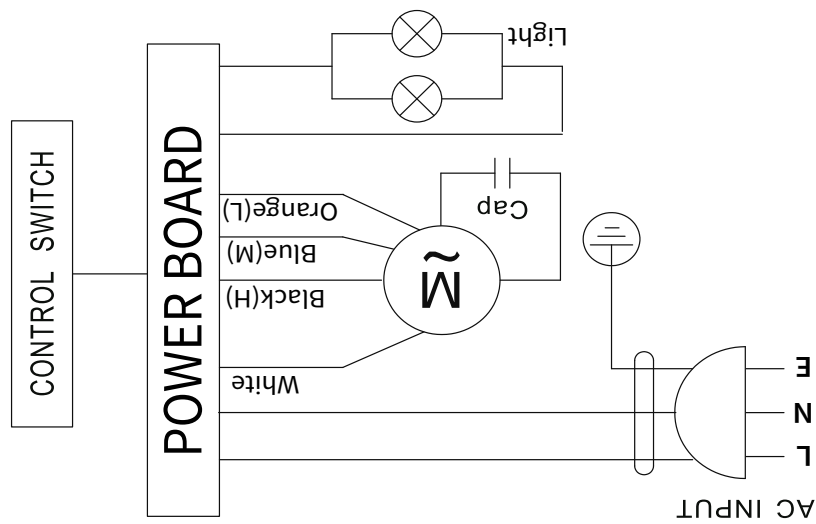 AC INPUT
L
N
E
White
Black(H)
Blue(M)
Orange(L)
M
~
Cap
Light
POWER BOARD
CONTROL SWITCH